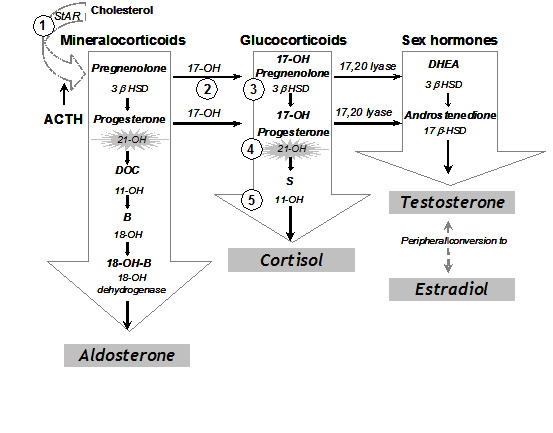 1
StAR
Cholesterol
Mineralocorticoids
Glucocorticoids
Sex hormones
Pregnenolone
17-OH
2
17-OH
Pregnenolone
17,20 lyase
DHEA
3 β HSD
3
3 β HSD
3 β HSD
ACTH
Progesterone
17-OH
17-OH
Progesterone
17,20 lyase
Androstenedione
17 β-HSD
21-OH
4
21-OH
DOC
S
11-OH
5
11-OH
B
18-OH
18-OH-B
18-OH
dehydrogenase
Aldosterone
Cortisol
Testosterone
Peripheral conversion to
Estradiol